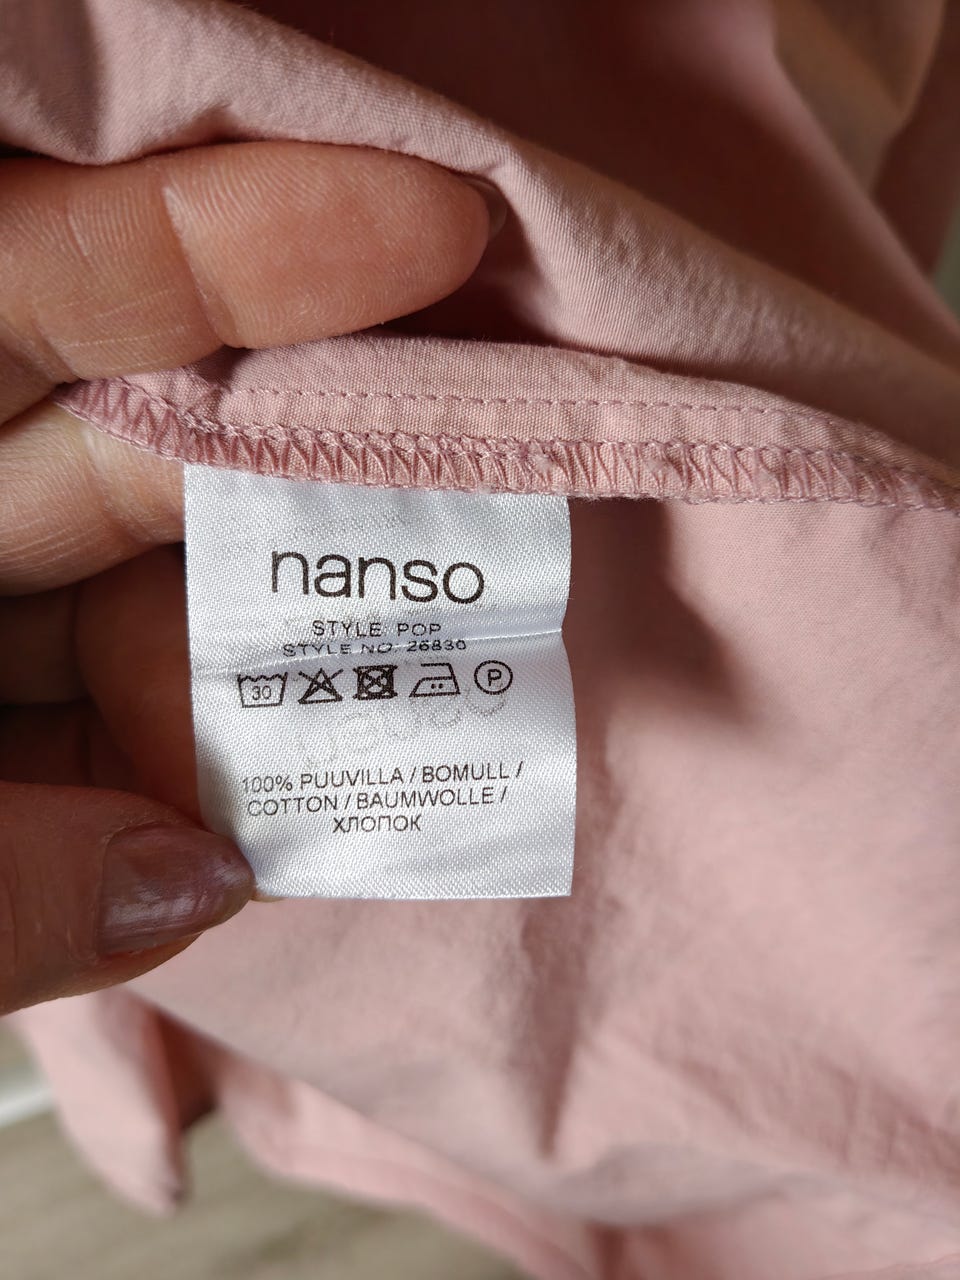 nanso
STYLE: POP
STYLE NO: 26830
30 P
100% PUUVILLA / BOMULL /
COTTON / BAUMWOLLE /
ХЛОПОК